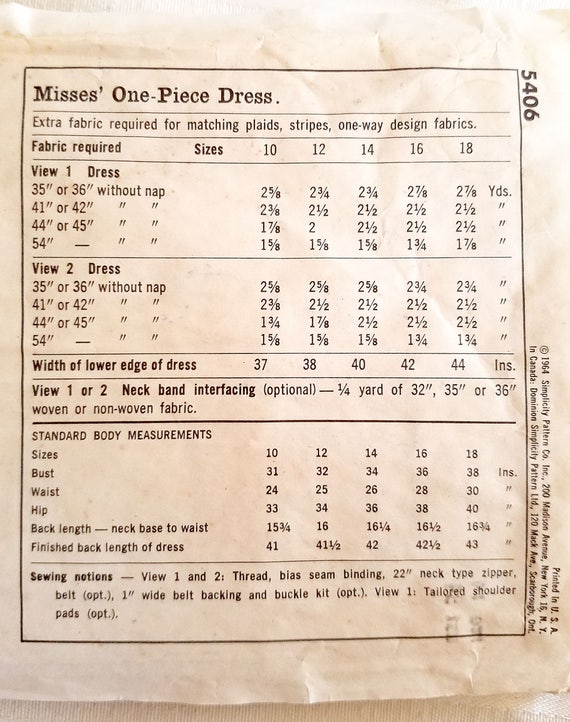 Misses' One-Piece Dress.
Extra fabric required for matching plaids, stripes, one-way design fabrics.
Fabric required Sizes 10 12 14 16 18
View 1 Dress
35" or 36" without nap 2⅝ 2¾ 2¾ 2⅞ 2⅞ Yds.
41" or 42" " " 2⅜ 2½ 2½ 2½ 2½ "
44" or 45" " " 1⅞ 2 2½ 2½ 2½ "
54" — " " 1⅝ 1⅝ 1⅝ 1¾ 1⅞ "
View 2 Dress
35" or 36" without nap 2⅝ 2⅝ 2⅝ 2¾ 2¾ "
41" or 42" " " 2⅜ 2½ 2½ 2½ 2½ "
44" or 45" " " 1¾ 1⅞ 2½ 2½ 2½ "
54" — " " 1⅝ 1⅝ 1⅝ 1¾ 1¾ "
Width of lower edge of dress 37 38 40 42 44 Ins.
View 1 or 2 Neck band interfacing (optional) — ¼ yard of 32", 35" or 36"
woven or non-woven fabric.
STANDARD BODY MEASUREMENTS
Sizes 10 12 14 16 18
Bust 31 32 34 36 38 Ins.
Waist 24 25 26 28 30 "
Hip 33 34 36 38 40 "
Back length — neck base to waist 15¾ 16 16¼ 16½ 16¾ "
Finished back length of dress 41 41½ 42 42½ 43 "
Sewing notions — View 1 and 2: Thread, bias seam binding, 22" neck type zipper,
belt (opt.), 1" wide belt backing and buckle kit (opt.). View 1: Tailored shoulder
pads (opt.).
5406
© 1964 Simplicity Pattern Co. Inc., 200 Madison Avenue, New York 16, N. Y.
In Canada: Dominion Simplicity Pattern Ltd., 120 Mack Ave., Scarborough, Ont.
Printed in U. S. A.